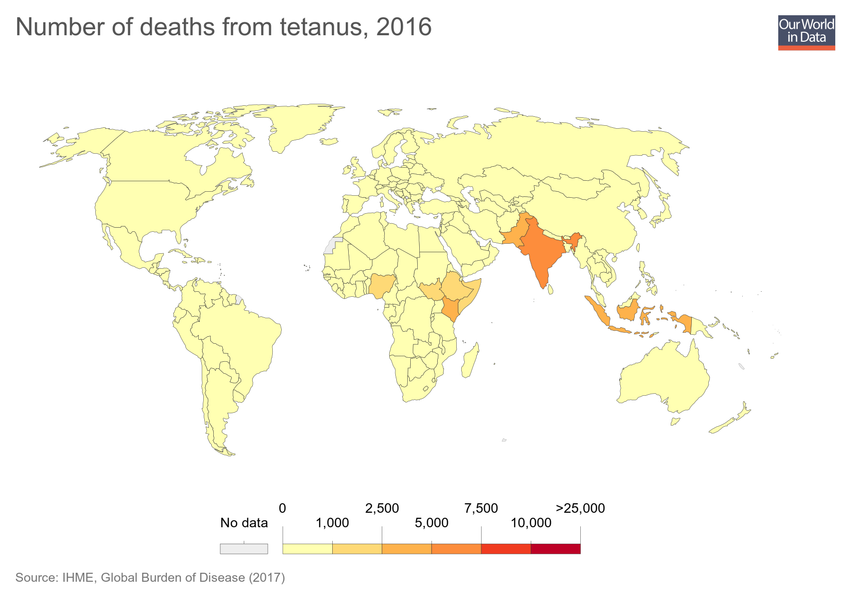 Number of deaths from tetanus, 2016
Our World
in Data
0 2,500 7,500 >25,000
No data 1,000 5,000 10,000
Source: IHME, Global Burden of Disease (2017)